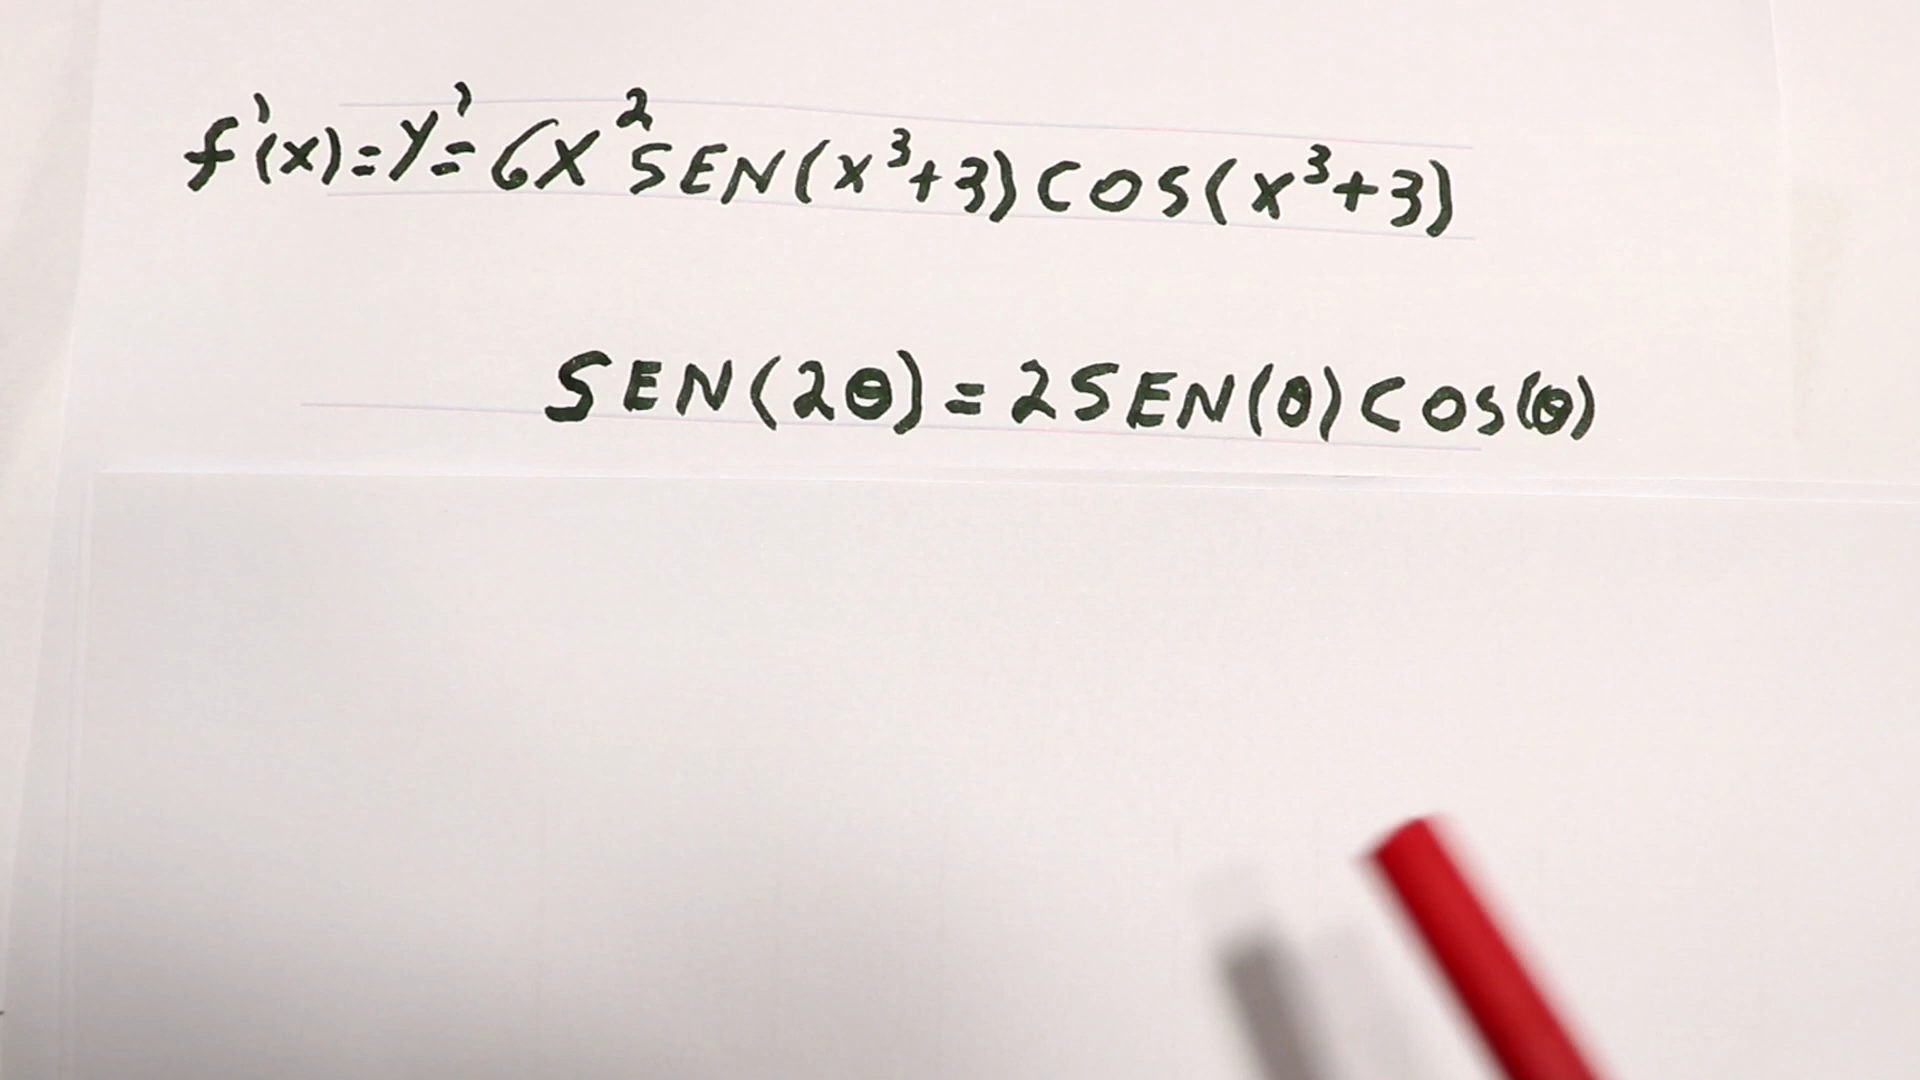 f'(x)=y'=6x²SEN(x³+3)COS(x³+3)
SEN(2θ)=2SEN(θ)COS(θ)